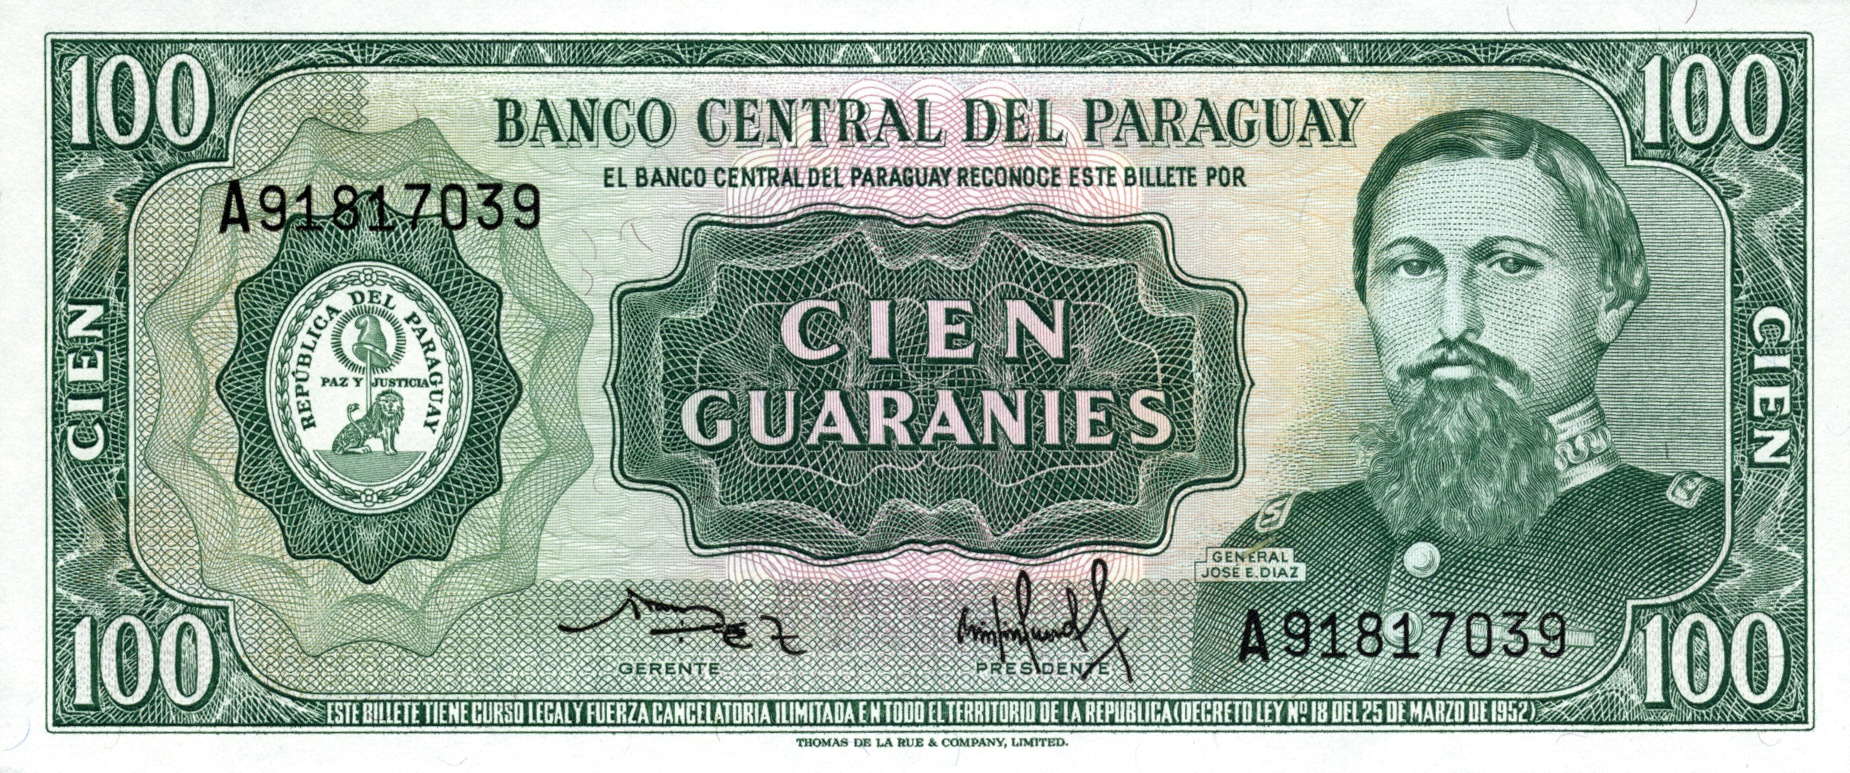 100
100
BANCO CENTRAL DEL PARAGUAY
EL BANCO CENTRAL DEL PARAGUAY RECONOCE ESTE BILLETE POR
A91817039
REPÚBLICA DEL PARAGUAY
PAZ Y JUSTICIA
CIEN
CIEN
GUARANIES
CIEN
GENERAL
JOSÉ E. DIAZ
A91817039
GERENTE
PRESIDENTE
100
100
ESTE BILLETE TIENE CURSO LEGAL Y FUERZA CANCELATORIA ILIMITADA EN TODO EL TERRITORIO DE LA REPUBLICA (DECRETO LEY Nº 18 DEL 25 DE MARZO DE 1952)
THOMAS DE LA RUE & COMPANY, LIMITED.